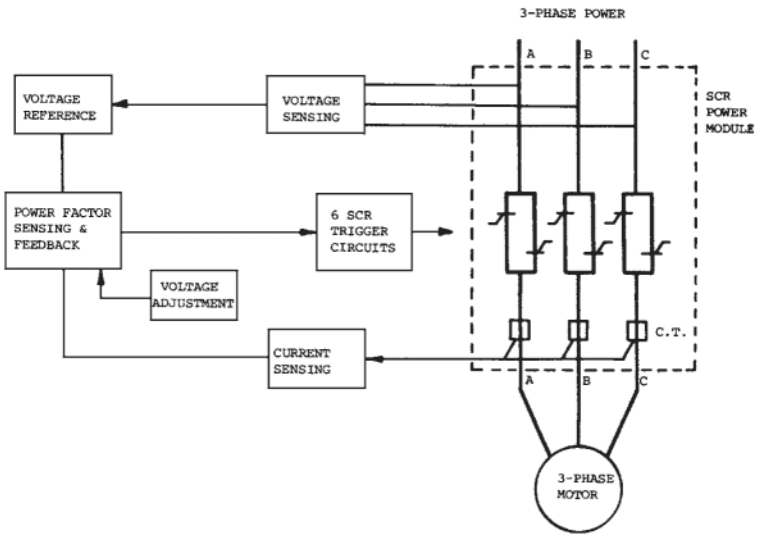 3-PHASE POWER
A
B
C
VOLTAGE
REFERENCE
VOLTAGE
SENSING
SCR
POWER
MODULE
POWER FACTOR
SENSING &
FEEDBACK
6 SCR
TRIGGER
CIRCUITS
VOLTAGE
ADJUSTMENT
CURRENT
SENSING
C.T.
A
B
C
3-PHASE
MOTOR